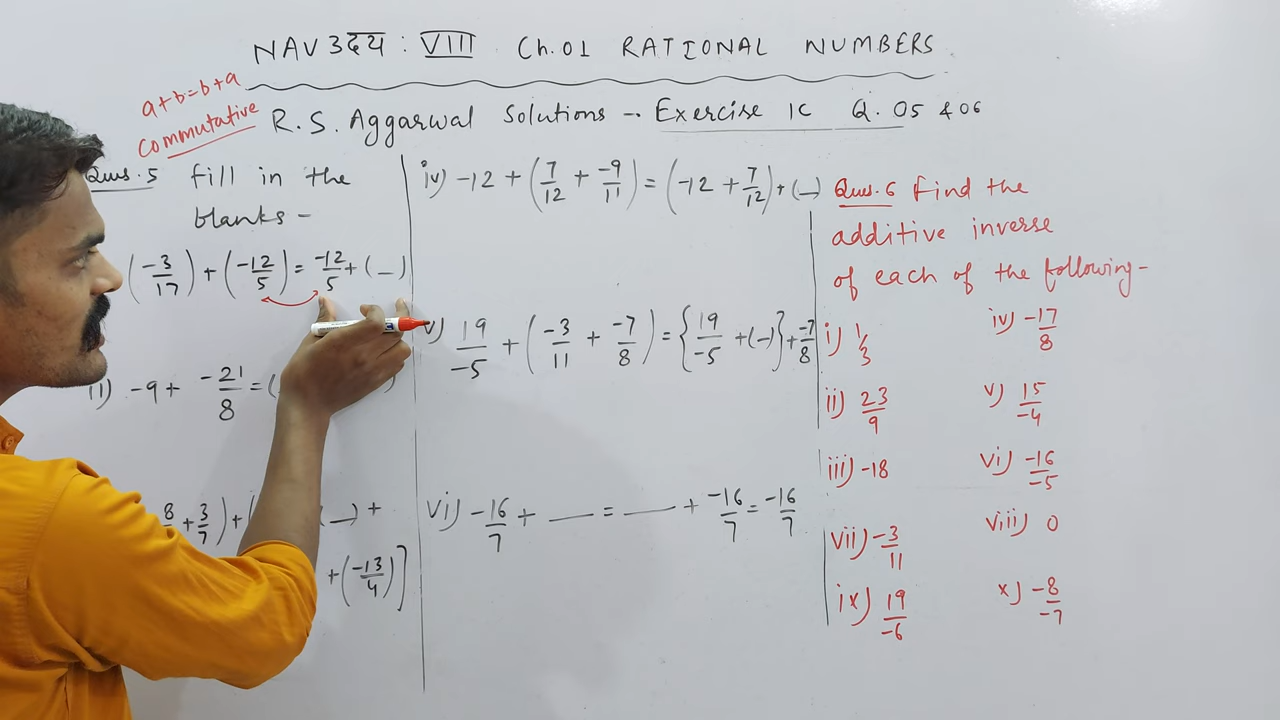 NAV उदय : VIII Ch.01 RATIONAL NUMBERS
a+b=b+a
commutative
R.S. Aggarwal Solutions -- Exercise 1C Q. 05 & 06
Ques.5 fill in the
blanks -
(-3/17) + (-12/5) = -12/5 + (_)
ii) -9 + -21/8 = (
8 + 3/7) + ( (_) +
+ (-13/4)]
iv) -12 + (7/12 + -9/11) = (-12 + 7/12) + (_)
v) 19/-5 + (-3/11 + -7/8) = {19/-5 + (-)} + -7/8
vi) -16/7 + __ = __ + -16/7 = -16/7
Ques.6 find the
additive inverse
of each of the following -
i) 1/3 iv) -17/8
ii) 23/9 v) 15/-4
iii) -18 vi) -16/-5
vii) -3/11 viii) 0
ix) 19/-6 x) -8/-7